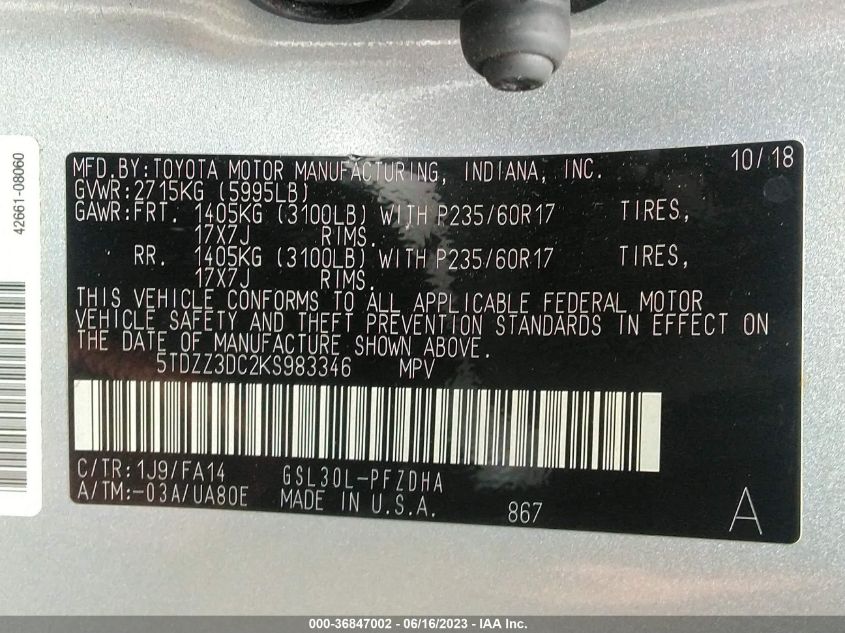 42661-08060
MFD.BY:TOYOTA MOTOR MANUFACTURING, INDIANA, INC. 10/18
GVWR:2715KG (5995LB)
GAWR:FRT. 1405KG (3100LB) WITH P235/60R17 TIRES,
17X7J RIMS.
RR. 1405KG (3100LB) WITH P235/60R17 TIRES,
17X7J RIMS.
THIS VEHICLE CONFORMS TO ALL APPLICABLE FEDERAL MOTOR
VEHICLE SAFETY AND THEFT PREVENTION STANDARDS IN EFFECT ON
THE DATE OF MANUFACTURE SHOWN ABOVE.
5TDZZ3DC2KS983346 MPV
C/TR:1J9/FA14 GSL30L-PFZDHA
A/TM:-03A/UA80E MADE IN U.S.A. 867 A
000-36847002 - 06/16/2023 - IAA Inc.